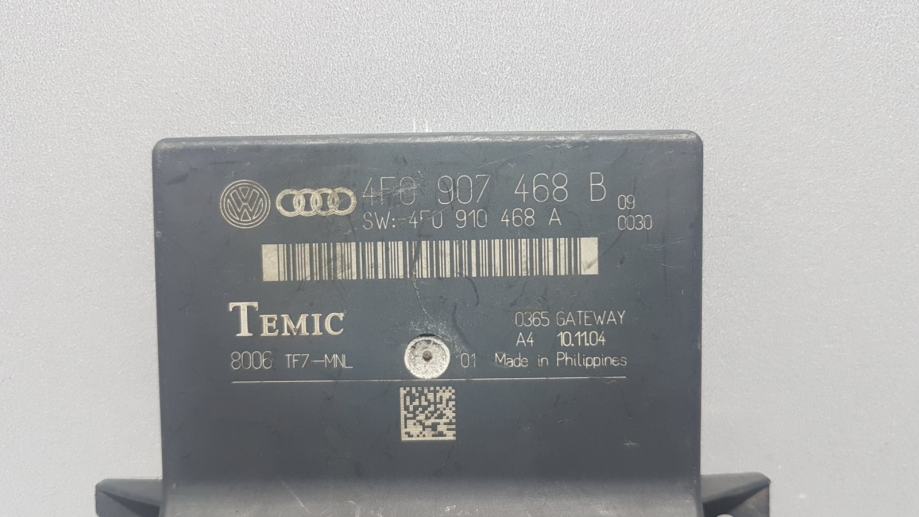 4F0 907 468 B 09
SW: 4F0 910 468 A 0030
TEMIC 0365 GATEWAY
A4 10.11.04
8006 TF7-MNL 01 Made in Philippines